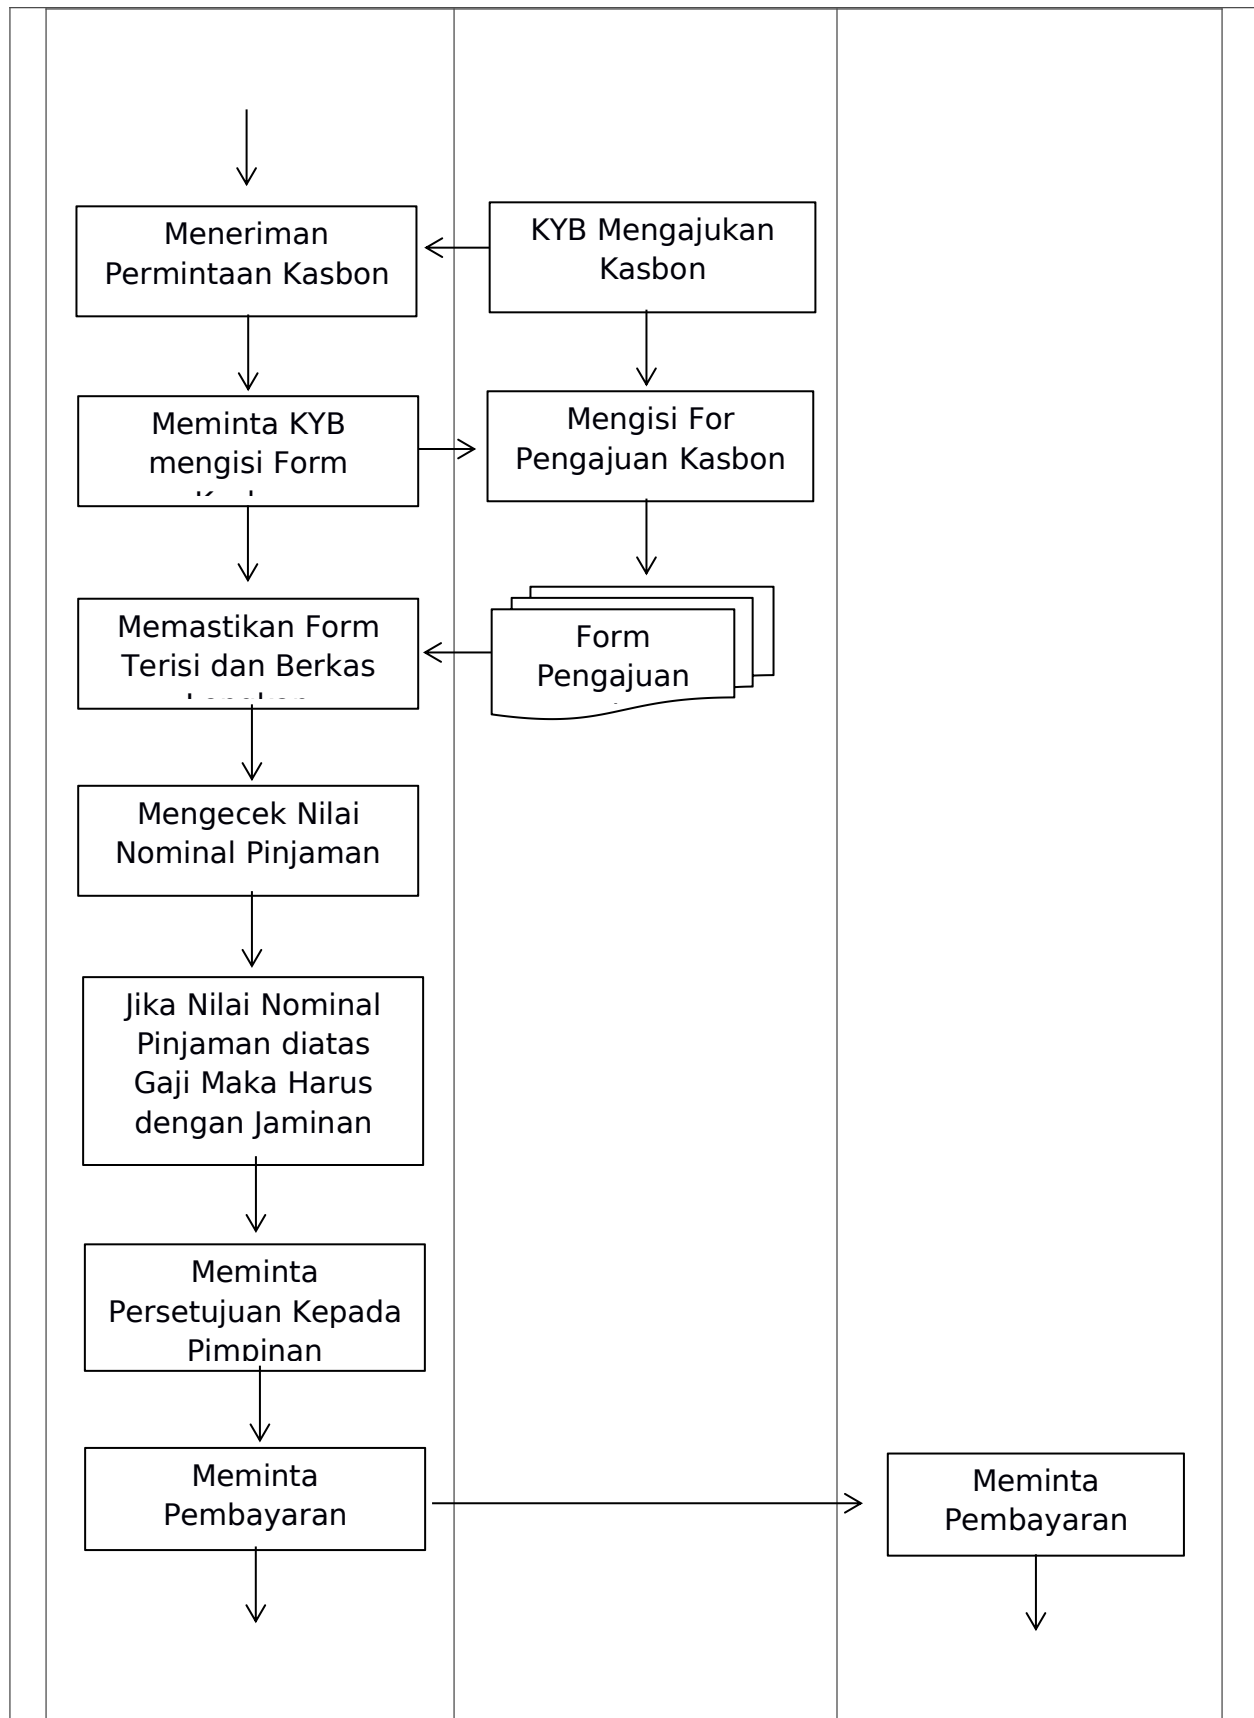 Meneriman
Permintaan Kasbon
KYB Mengajukan
Kasbon
Meminta KYB
mengisi Form
Mengisi For
Pengajuan Kasbon
Memastikan Form
Terisi dan Berkas
Form
Pengajuan
Mengecek Nilai
Nominal Pinjaman
Jika Nilai Nominal
Pinjaman diatas
Gaji Maka Harus
dengan Jaminan
Meminta
Persetujuan Kepada
Pimpinan
Meminta
Pembayaran
Meminta
Pembayaran